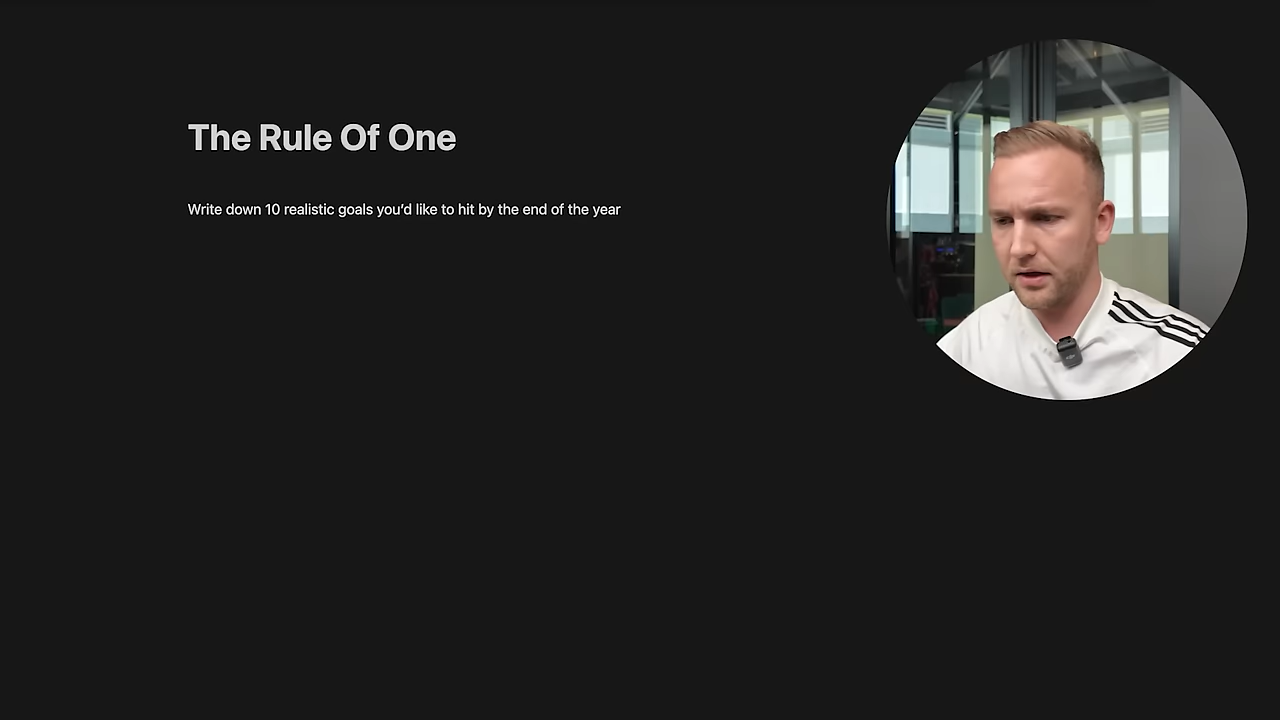 The Rule Of One
Write down 10 realistic goals you’d like to hit by the end of the year